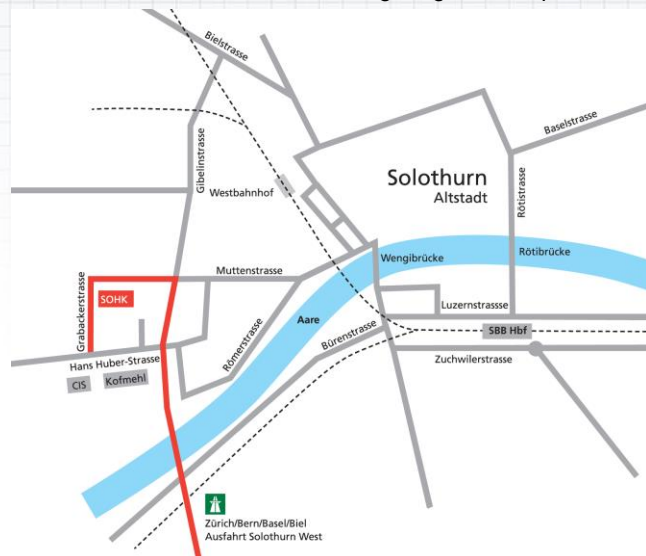 Bielstrasse
Baselstrasse
Gibelinstrasse
Solothurn
Altstadt
Rötistrasse
Westbahnhof
Wengibrücke
Rötibrücke
Muttenstrasse
Grabackerstrasse
SOHK
Luzernstrassse
Aare
SBB Hbf
Römerstrasse
Bürenstrasse
Hans Huber-Strasse
Zuchwilerstrasse
CIS
Kofmehl
Zürich/Bern/Basel/Biel
Ausfahrt Solothurn West